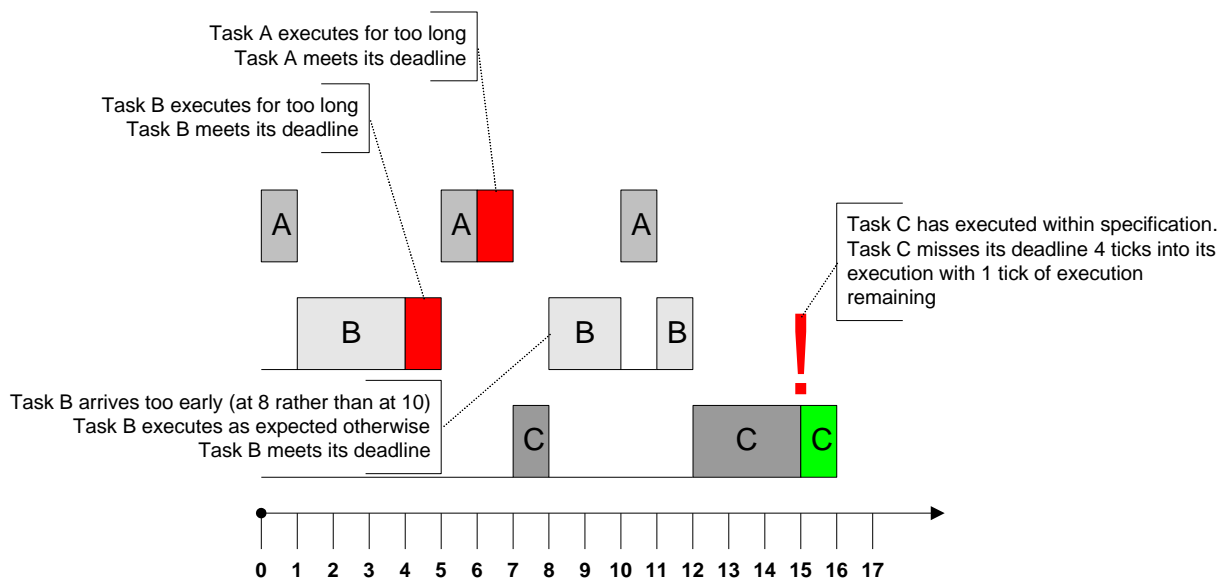 Task A executes for too long
Task A meets its deadline
Task B executes for too long
Task B meets its deadline
A
A
A
Task C has executed within specification.
Task C misses its deadline 4 ticks into its
execution with 1 tick of execution
remaining
B
B
B
!
Task B arrives too early (at 8 rather than at 10)
Task B executes as expected otherwise
Task B meets its deadline
C
C
C
0 1 2 3 4 5 6 7 8 9 10 11 12 13 14 15 16 17